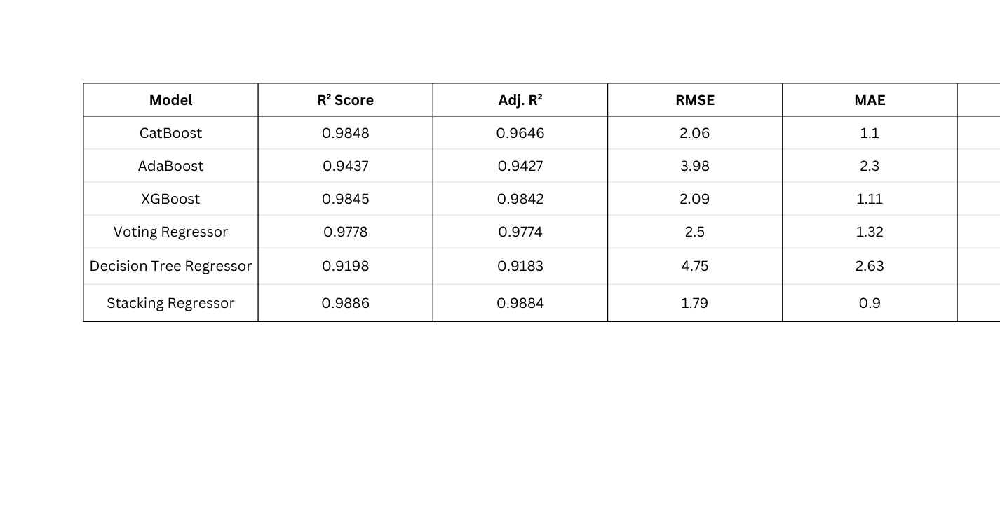 Model R² Score Adj. R² RMSE MAE
CatBoost 0.9848 0.9646 2.06 1.1
AdaBoost 0.9437 0.9427 3.98 2.3
XGBoost 0.9845 0.9842 2.09 1.11
Voting Regressor 0.9778 0.9774 2.5 1.32
Decision Tree Regressor 0.9198 0.9183 4.75 2.63
Stacking Regressor 0.9886 0.9884 1.79 0.9